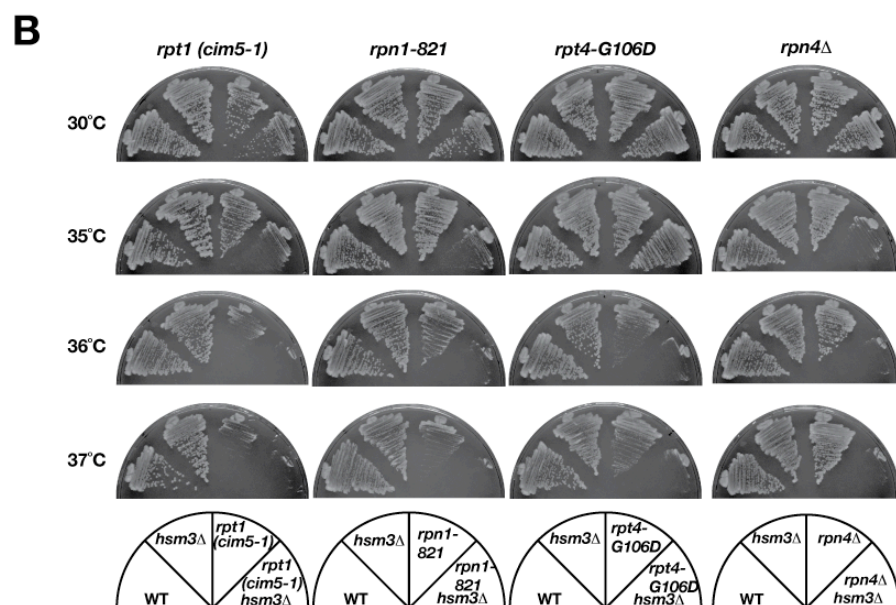 B
rpt1 (cim5-1)
rpn1-821
rpt4-G106D
rpn4Δ
30°C
35°C
36°C
37°C
hsm3Δ
rpt1
(cim5-1)
rpt1
(cim5-1)
hsm3Δ
WT
hsm3Δ
rpn1-
821
rpn1-
821
hsm3Δ
WT
hsm3Δ
rpt4-
G106D
rpt4-
G106D
hsm3Δ
WT
hsm3Δ
rpn4Δ
rpn4Δ
hsm3Δ
WT